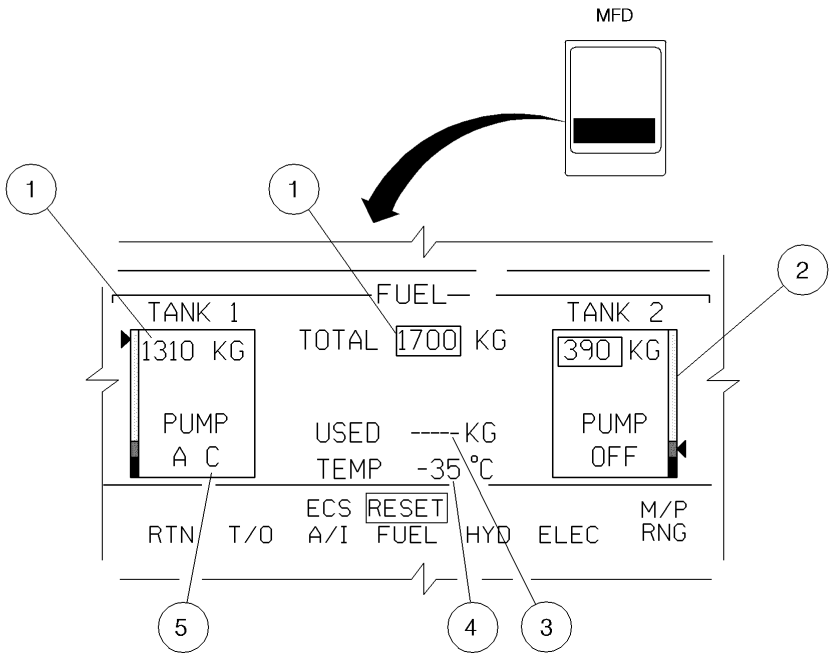 MFD
1
1
2
FUEL
TANK 1
TANK 2
1310 KG
TOTAL 1700 KG
390 KG
PUMP
A C
USED -----KG
TEMP -35 °C
PUMP
OFF
ECS RESET M/P
RTN T/O A/I FUEL HYD ELEC RNG
5
4
3